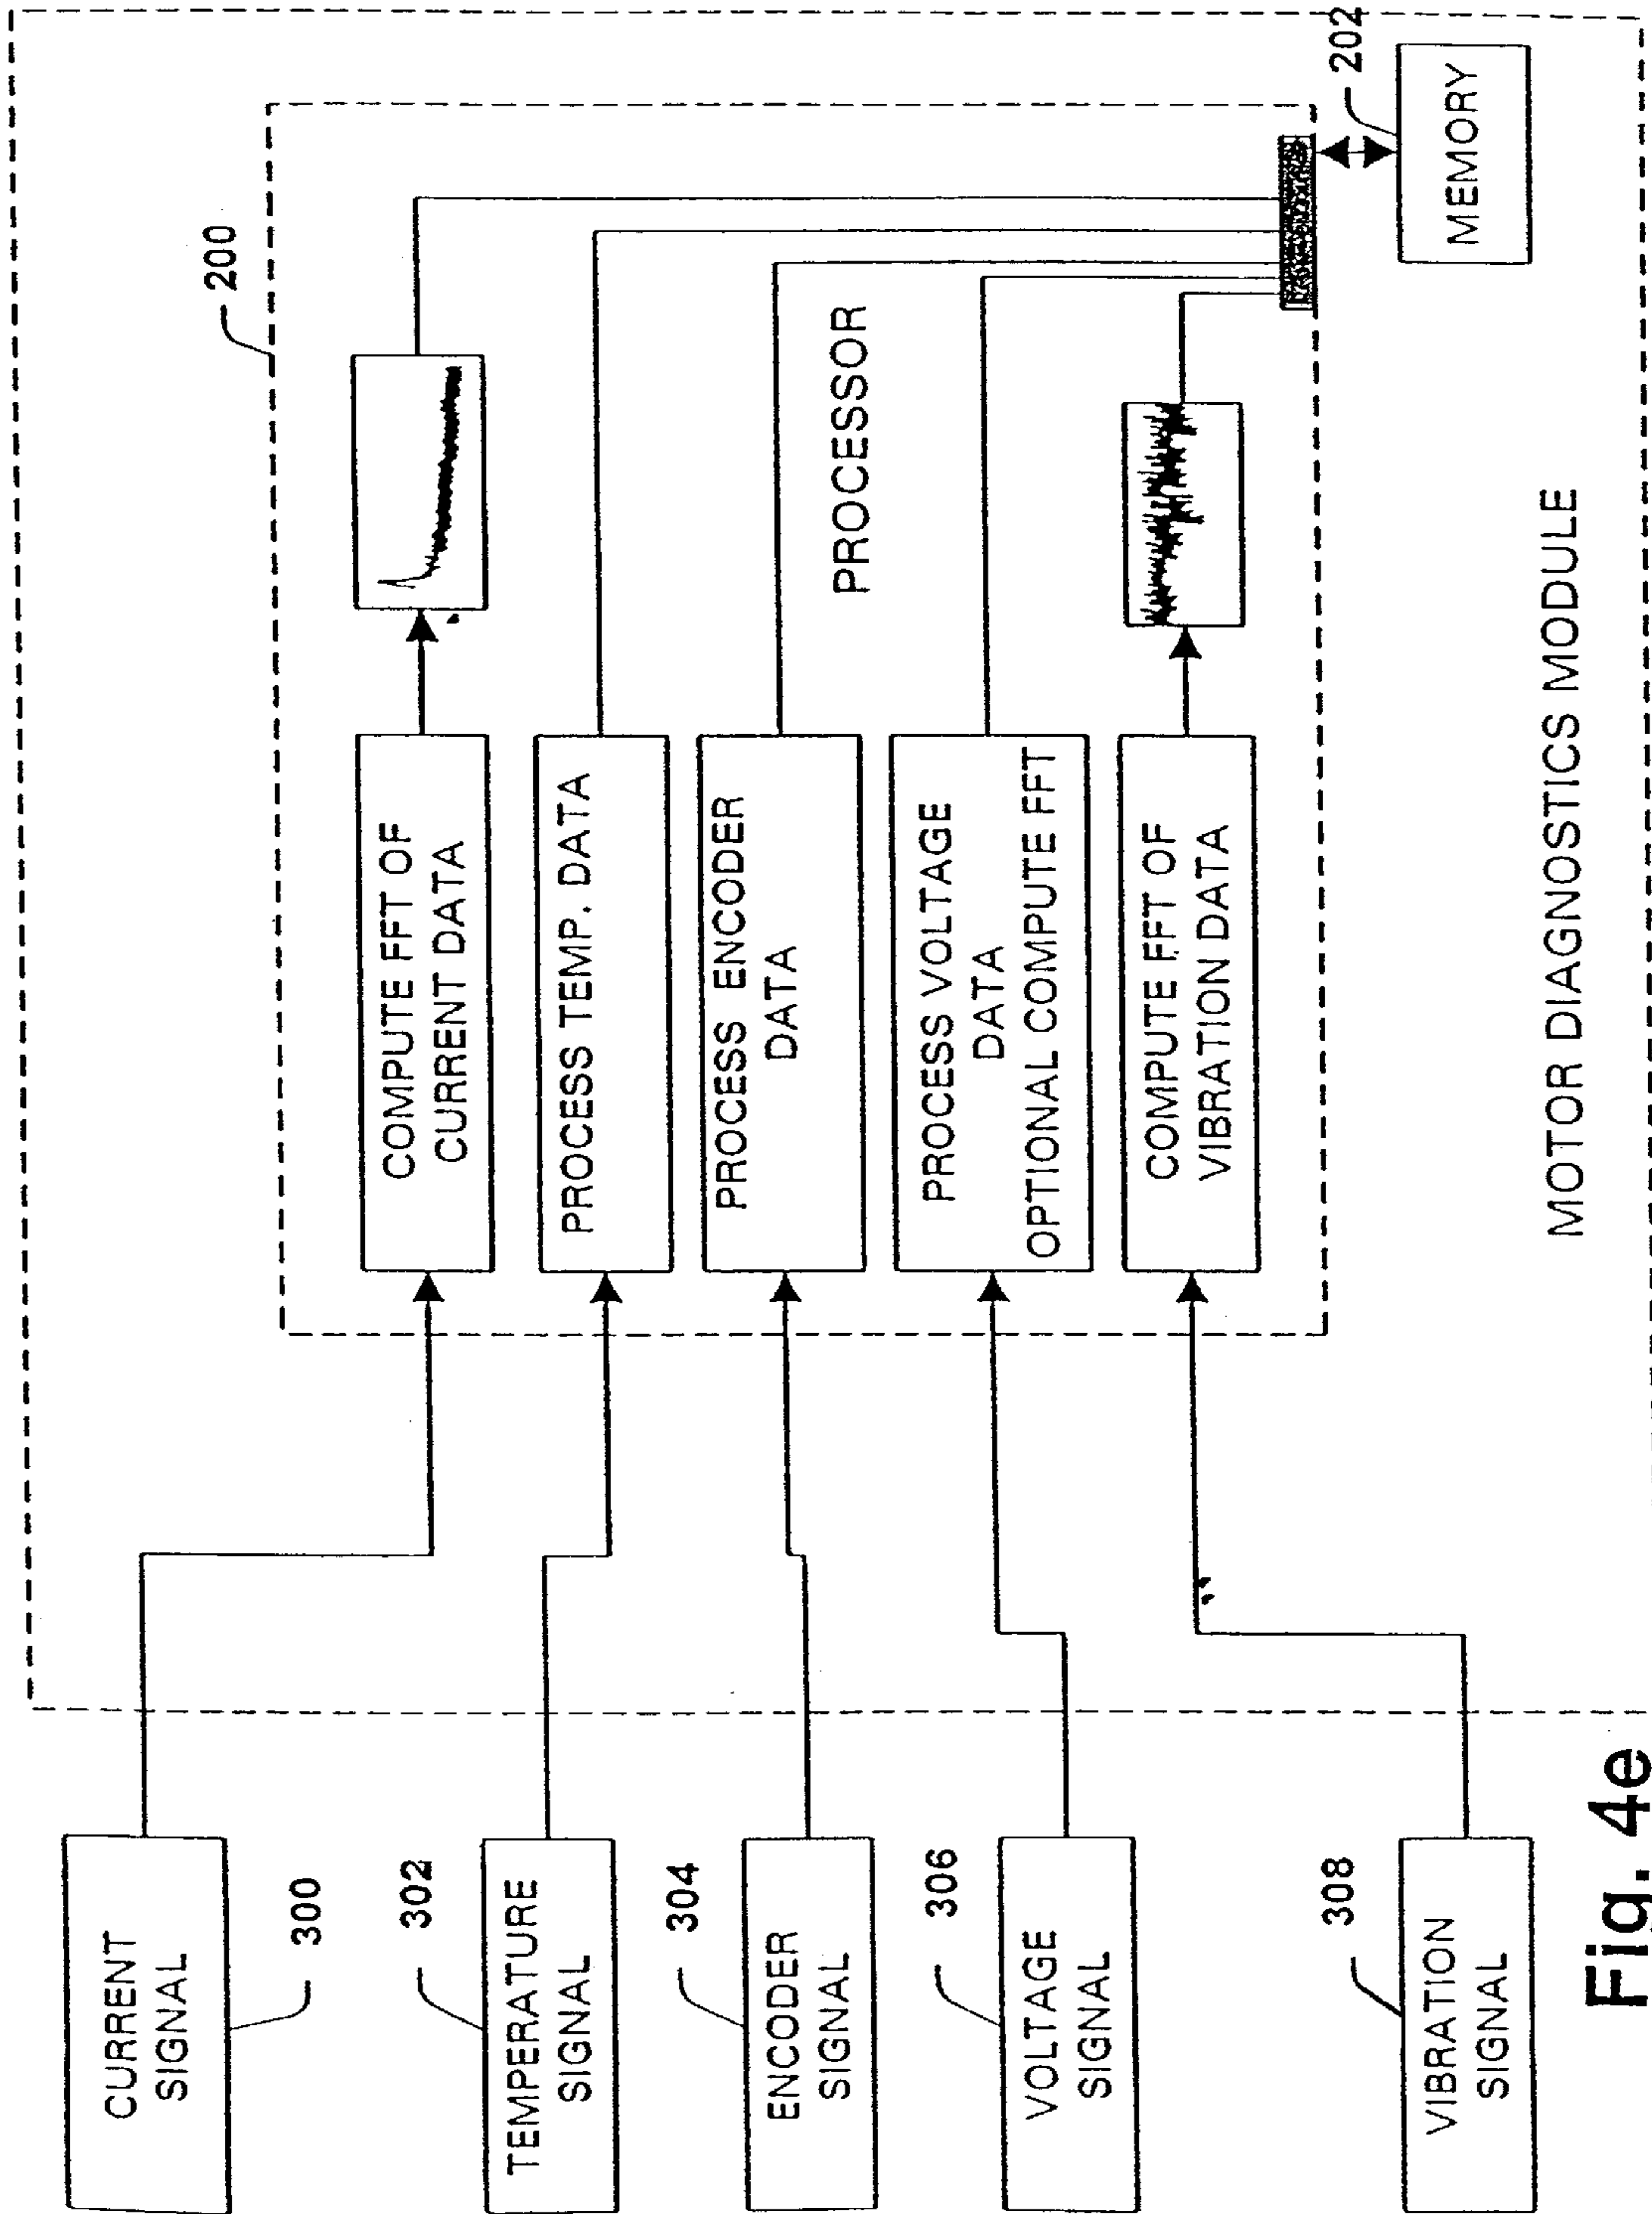 CURRENT
SIGNAL
300
TEMPERATURE
SIGNAL
302
ENCODER
SIGNAL
304
VOLTAGE
SIGNAL
306
VIBRATION
SIGNAL
308
200
COMPUTE FFT OF
CURRENT DATA
PROCESS TEMP. DATA
PROCESS ENCODER
DATA
PROCESS VOLTAGE
DATA
OPTIONAL COMPUTE FFT
COMPUTE FFT OF
VIBRATION DATA
PROCESSOR
202
MEMORY
MOTOR DIAGNOSTICS MODULE
Fig. 4e